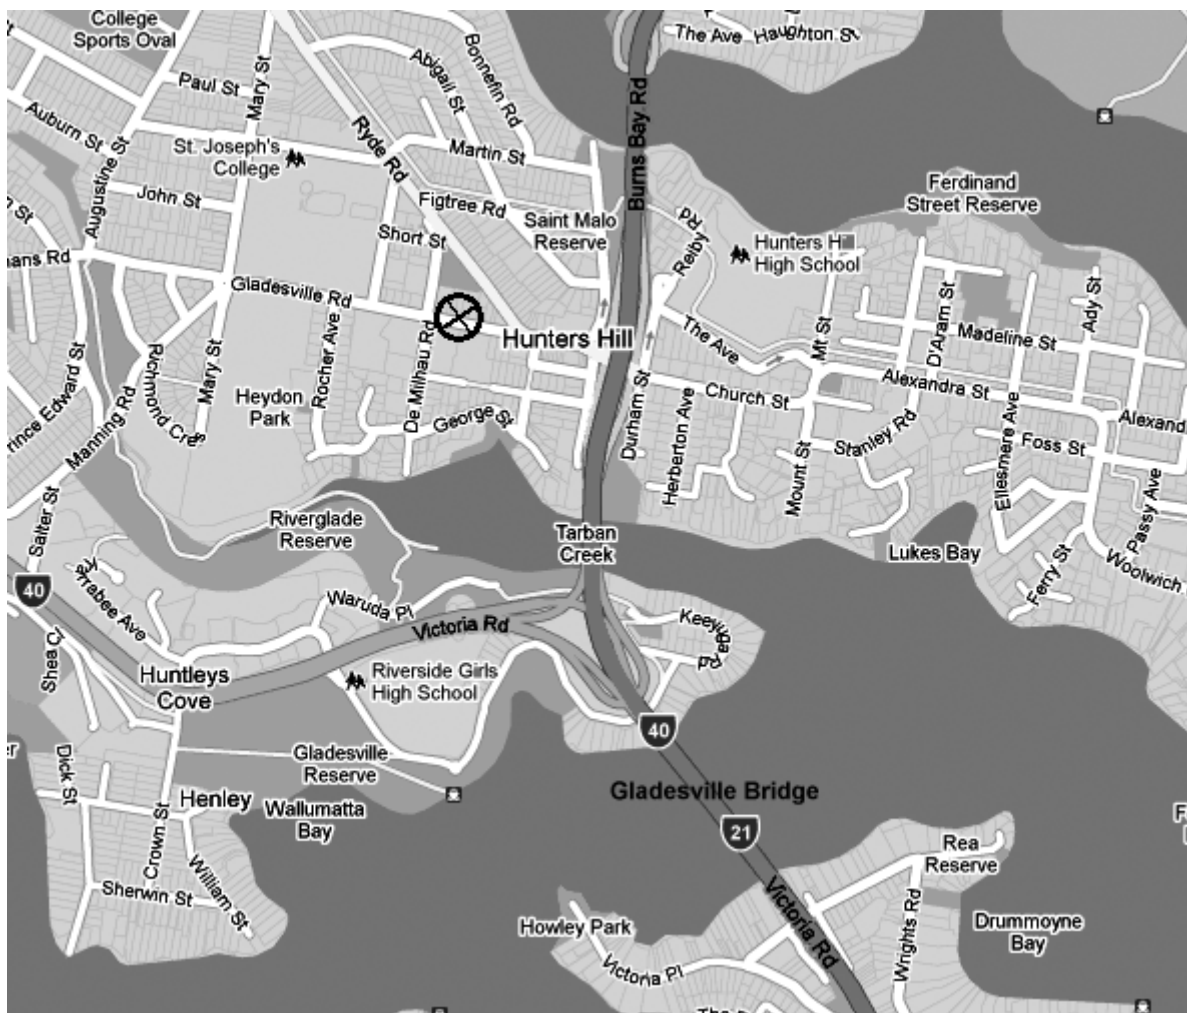 College
Sports Oval
The Ave
Haughton St
Bonnefin Rd
Abigail St
Paul St
Mary St
Burns Bay Rd
Auburn St
Ryde Rd
St. Joseph's
College
Martin St
Augustine St
John St
Figtree Rd
Ferdinand
Street Reserve
Saint Malo
Reserve
Short St
Reiby Rd
Hunters Hi
High School
Gladesville Rd
Hunters Hill
The Ave
Mt St
D'Aram St
Madeline St
Ady St
Rocher Ave
De Milhau Rd
Richmond Cres
Mary St
Heydon
Park
George St
Durham St
Herberton Ave
Church St
Alexandra St
Ellesmere Ave
Foss St
Stanley Rd
Mount St
Manning Rd
Salter St
Riverglade
Reserve
Tarban
Creek
Lukes Bay
Passy Ave
Ferry St
Woolwich
40
Waruda Pl
Victoria Rd
Shea Cl
Huntleys
Cove
Riverside Girls
High School
40
Gladesville
Reserve
Dick St
Henley
Wallumatta
Bay
Gladesville Bridge
21
Crown St
William St
Sherwin St
Rea
Reserve
Victoria Rd
Wrights Rd
Howley Park
Drummoyne
Bay
Victoria Pl